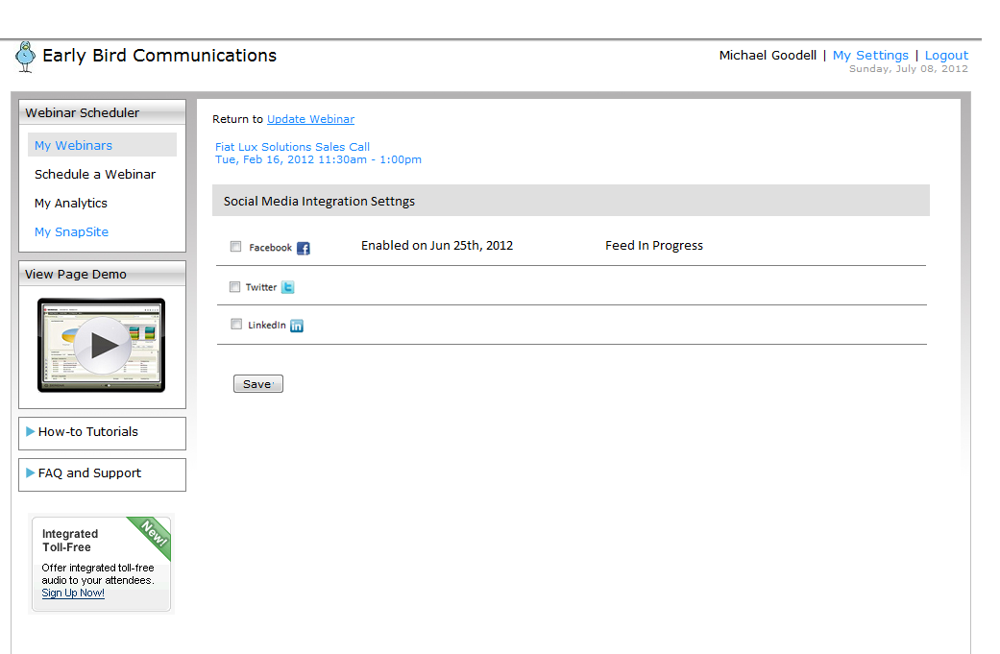 Early Bird Communications
Michael Goodell | My Settings | Logout
Sunday, July 08, 2012
Webinar Scheduler
My Webinars
Schedule a Webinar
My Analytics
My SnapSite
View Page Demo
How-to Tutorials
FAQ and Support
Integrated
Toll-Free
New!
Offer integrated toll-free
audio to your attendees.
Sign Up Now!
Return to Update Webinar
Fiat Lux Solutions Sales Call
Tue, Feb 16, 2012 11:30am - 1:00pm
Social Media Integration Settngs
Facebook f Enabled on Jun 25th, 2012 Feed In Progress
Twitter t
LinkedIn in
Save